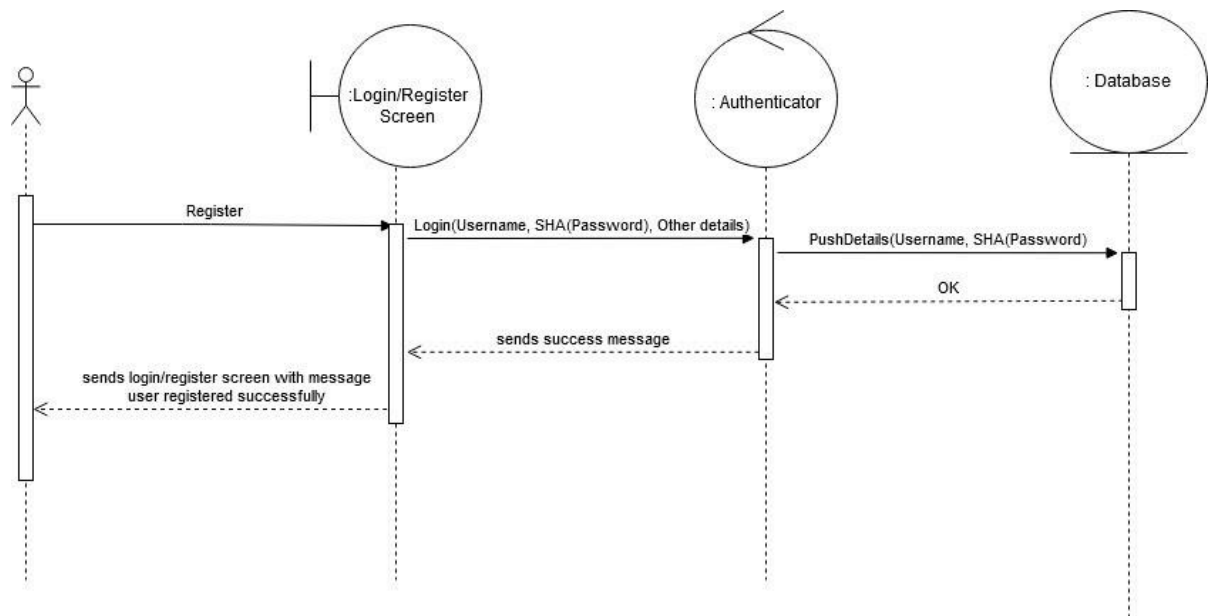 :Login/Register
Screen
: Authenticator
: Database
Register
Login(Username, SHA(Password), Other details)
PushDetails(Username, SHA(Password)
OK
sends success message
sends login/register screen with message
user registered successfully